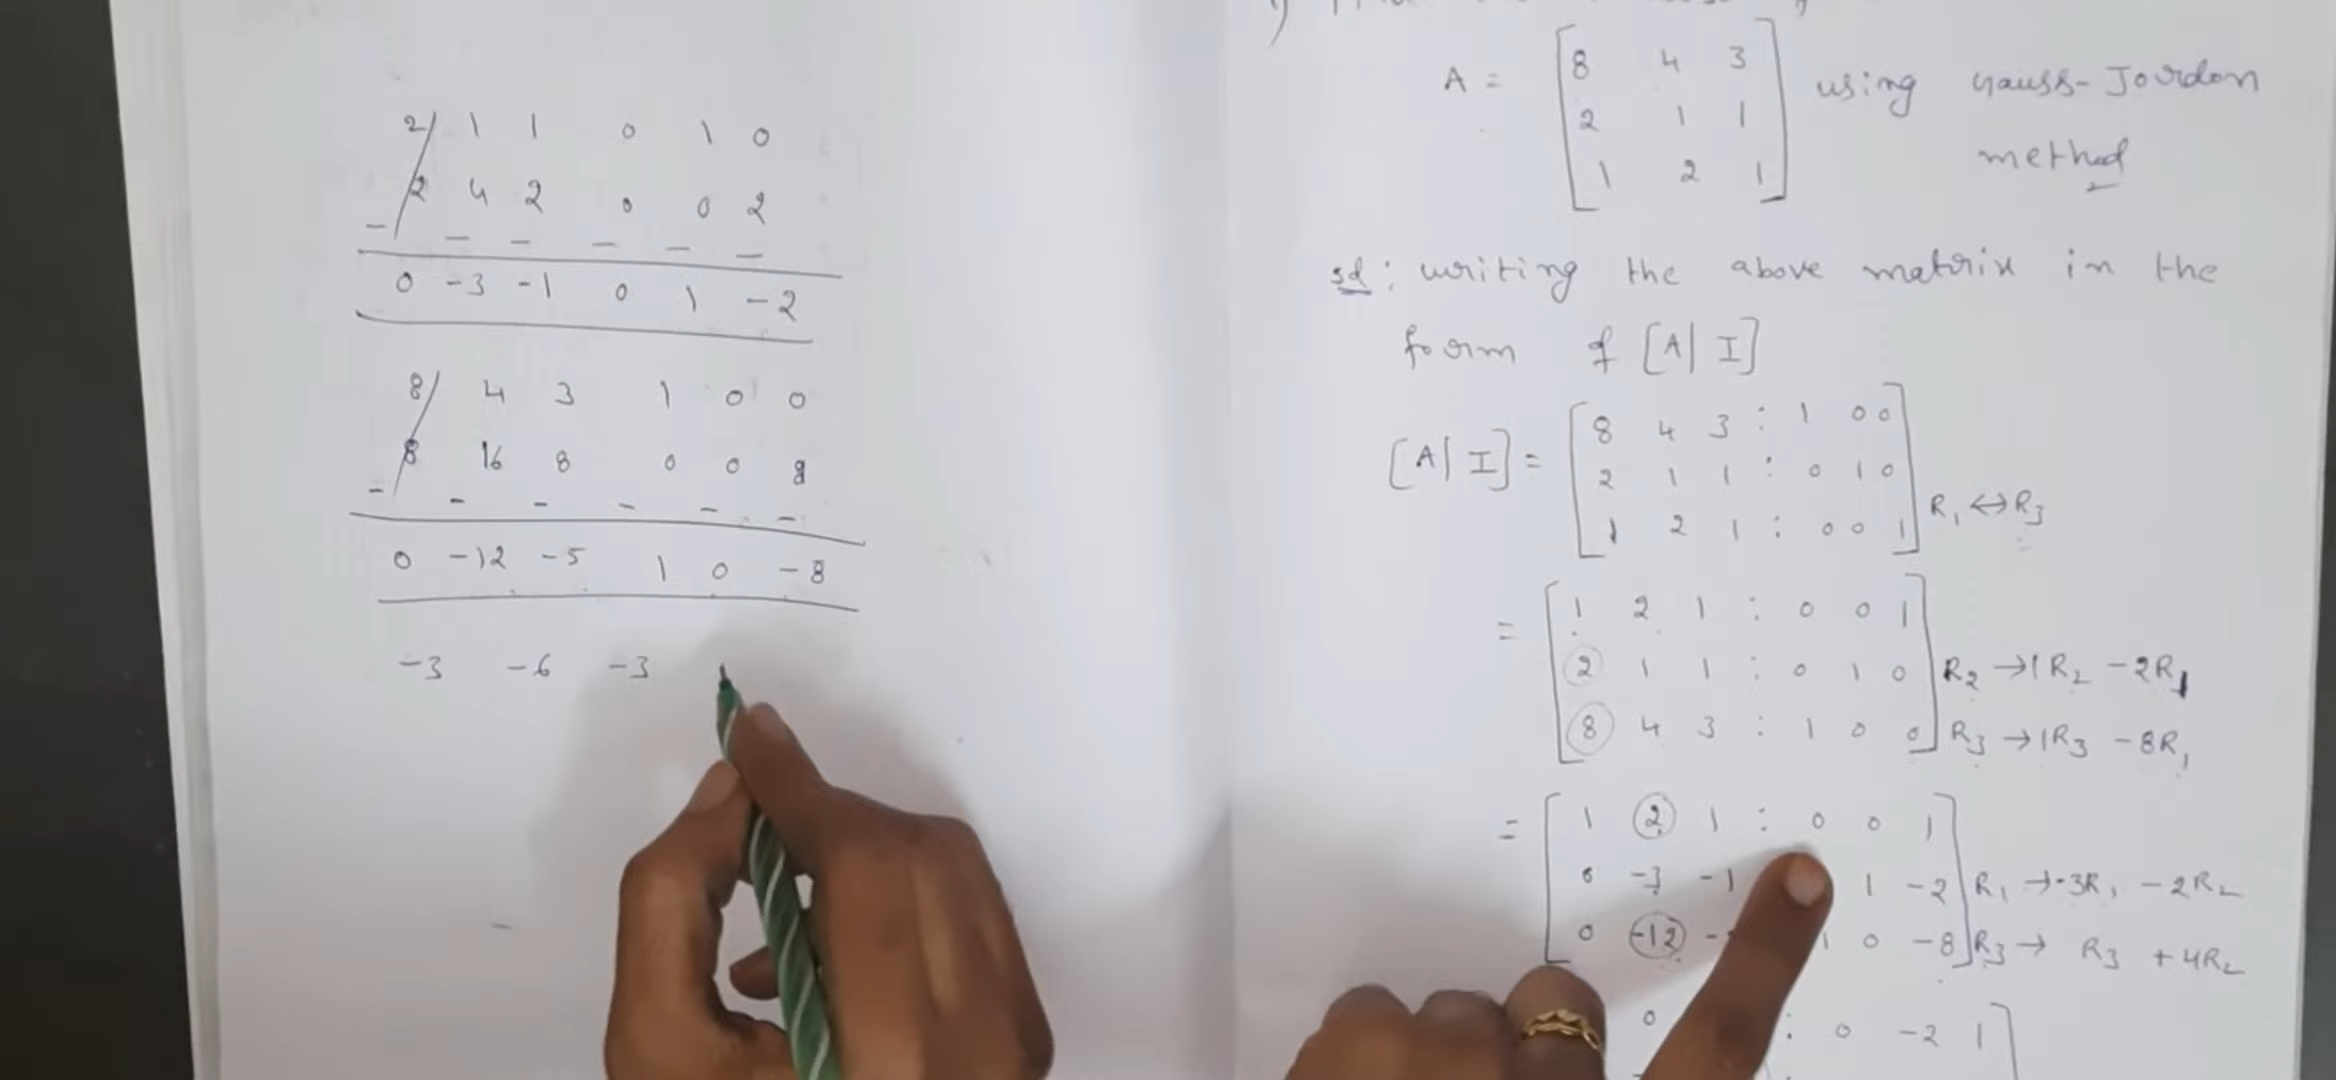 2 1 1 0 1 0
2 4 2 0 0 2
- - - - - -
0 -3 -1 0 1 -2
8 4 3 1 0 0
8 16 8 0 0 8
- - - - - -
0 -12 -5 1 0 -8
-3 -6 -3
A = [8 4 3
2 1 1
1 2 1] using Gauss-Jordon
method
sol: writing the above matrix in the
form of [A| I]
[A| I] = [8 4 3 : 1 0 0
2 1 1 : 0 1 0
1 2 1 : 0 0 1] R1 ↔ R3
= [1 2 1 : 0 0 1
2 1 1 : 0 1 0 R2 → 1R2 - 2R1
8 4 3 : 1 0 0] R3 → 1R3 - 8R1
= [1 2 1 : 0 0 1
0 -3 -1 1 -2 R1 → -3R1 - 2R2
0 -12 - 1 0 -8] R3 → R3 + 4R2
0 : 0 -2 1]